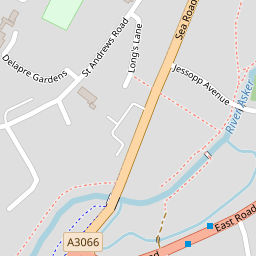 Sea Road
St Andrews Road
Long's Lane
Delapre Gardens
Jessopp Avenue
River Asker
East Road
A3066